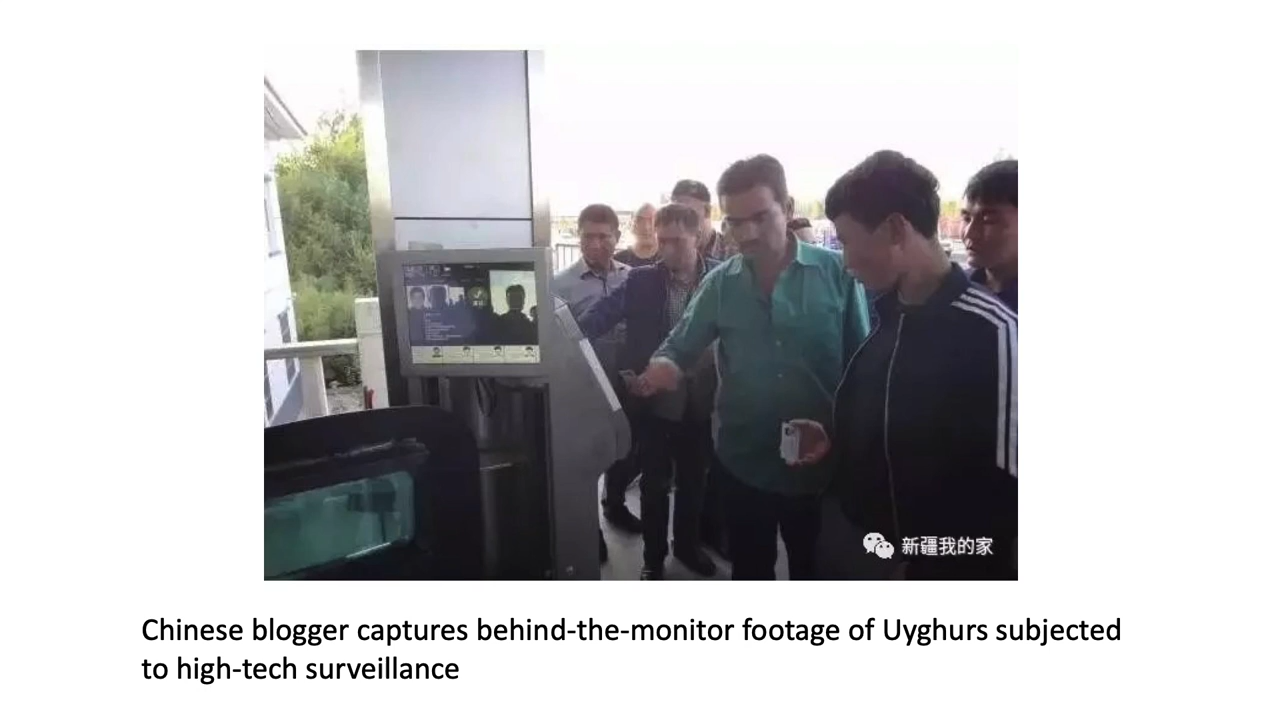 新疆我的家
Chinese blogger captures behind-the-monitor footage of Uyghurs subjected
to high-tech surveillance